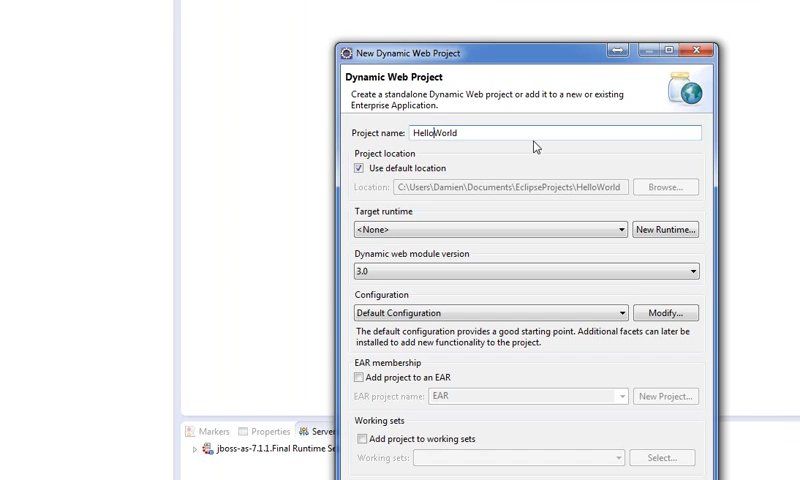 New Dynamic Web Project
Dynamic Web Project
Create a standalone Dynamic Web project or add it to a new or existing
Enterprise Application.
Project name: HelloWorld
Project location
Use default location
Location: C:\Users\Damien\Documents\EclipseProjects\HelloWorld Browse...
Target runtime
<None> New Runtime...
Dynamic web module version
3.0
Configuration
Default Configuration Modify...
The default configuration provides a good starting point. Additional facets can later be
installed to add new functionality to the project.
EAR membership
Add project to an EAR
EAR project name: EAR New Project...
Working sets
Markers Properties Server
Add project to working sets
jboss-as-7.1.1.Final Runtime Se
Working sets: Select...